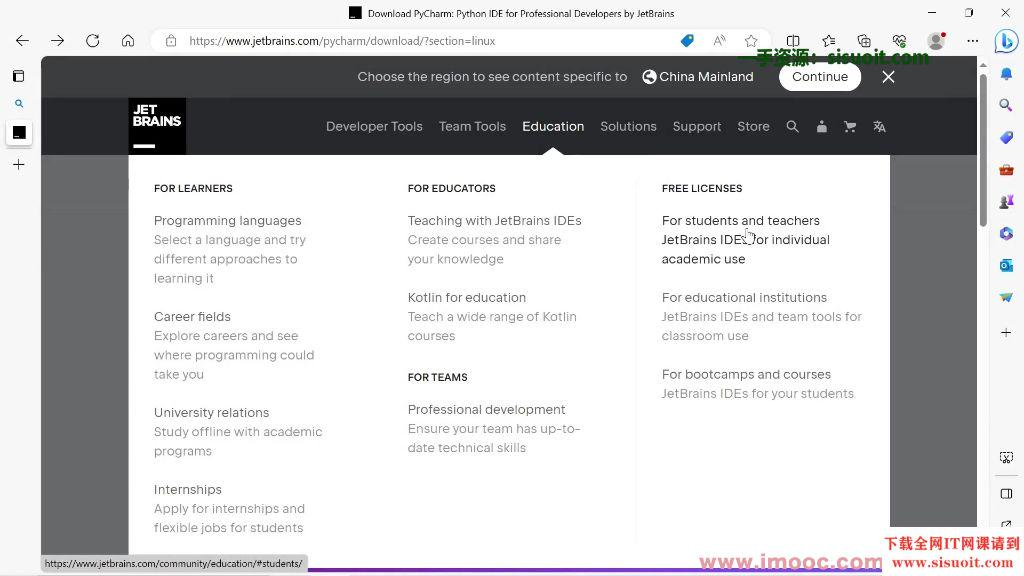 Download PyCharm: Python IDE for Professional Developers by JetBrains
https://www.jetbrains.com/pycharm/download/?section=linux
一手资源：sisuoit.com
Choose the region to see content specific to China Mainland Continue
JET
BRAINS
Developer Tools Team Tools Education Solutions Support Store
FOR LEARNERS
Programming languages
Select a language and try
different approaches to
learning it
Career fields
Explore careers and see
where programming could
take you
University relations
Study offline with academic
programs
Internships
Apply for internships and
flexible jobs for students
FOR EDUCATORS
Teaching with JetBrains IDEs
Create courses and share
your knowledge
Kotlin for education
Teach a wide range of Kotlin
courses
FOR TEAMS
Professional development
Ensure your team has up-to-
date technical skills
FREE LICENSES
For students and teachers
JetBrains IDEs for individual
academic use
For educational institutions
JetBrains IDEs and team tools for
classroom use
For bootcamps and courses
JetBrains IDEs for your students
https://www.jetbrains.com/community/education/#students/
www.imooc.com
下载全网IT网课请到
www.sisuoit.com